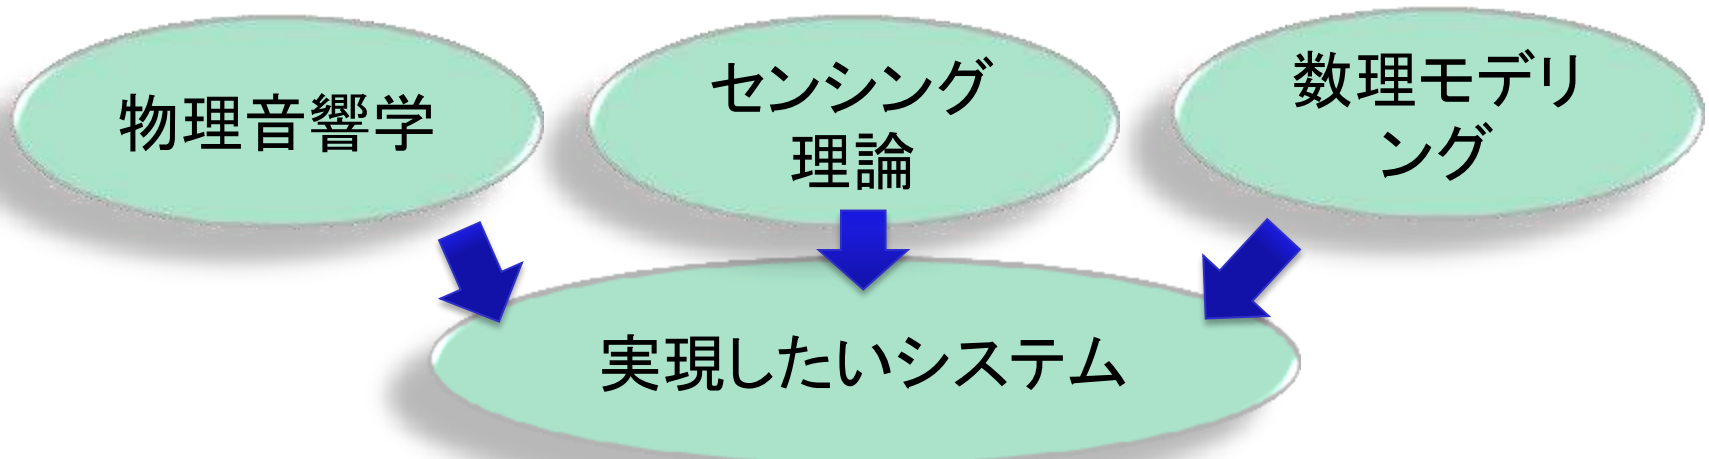 物理音響学
センシング
理論
数理モデリ
ング
実現したいシステム